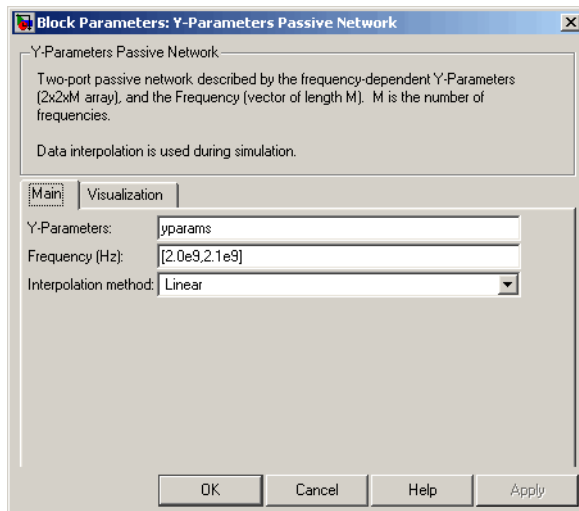 Block Parameters: Y-Parameters Passive Network
Y-Parameters Passive Network
Two-port passive network described by the frequency-dependent Y-Parameters
(2x2xM array), and the Frequency (vector of length M). M is the number of
frequencies.
Data interpolation is used during simulation.
Main Visualization
Y-Parameters: yparams
Frequency (Hz): [2.0e9,2.1e9]
Interpolation method: Linear
OK Cancel Help Apply